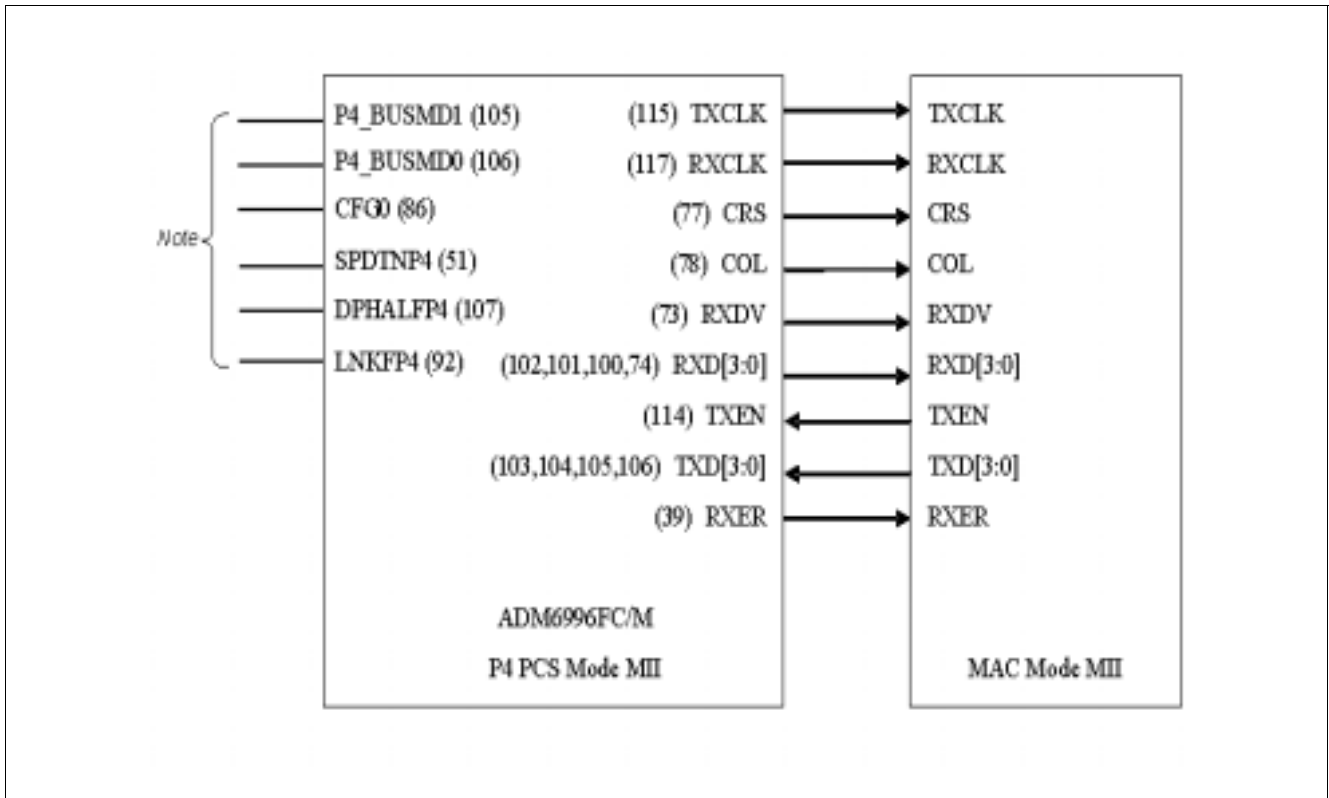 P4_BUSMD1 (105)
(115) TXCLK
TXCLK
P4_BUSMD0 (106)
(117) RXCLK
RXCLK
CFG0 (86)
(77) CRS
CRS
Note
SPDTNP4 (51)
(78) COL
COL
DPHALFP4 (107)
(73) RXDV
RXDV
LNKFP4 (92)
(102,101,100,74) RXD[3:0]
RXD[3:0]
(114) TXEN
TXEN
(103,104,105,106) TXD[3:0]
TXD[3:0]
(39) RXER
RXER
ADM6996FC/M
P4 PCS Mode MII
MAC Mode MII